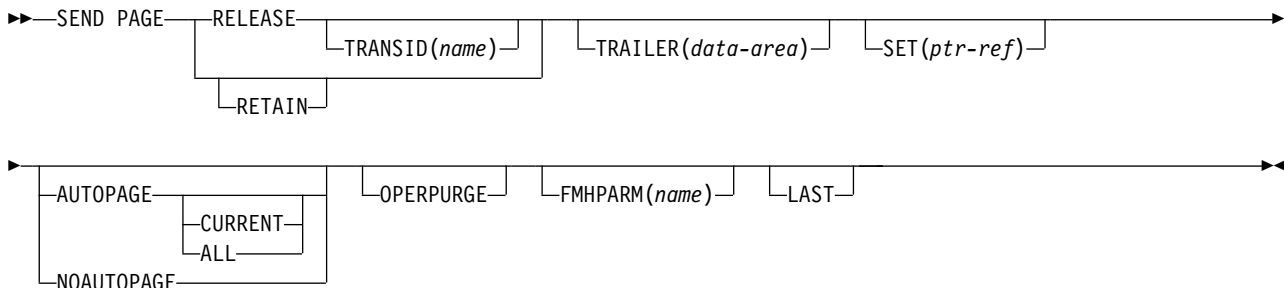 SEND PAGE RELEASE
TRANSID(name) TRAILER(data-area) SET(ptr-ref)
RETAIN
AUTOPAGE OPERPURGE FMHPARM(name) LAST
CURRENT
ALL
NOAUTOPAGE